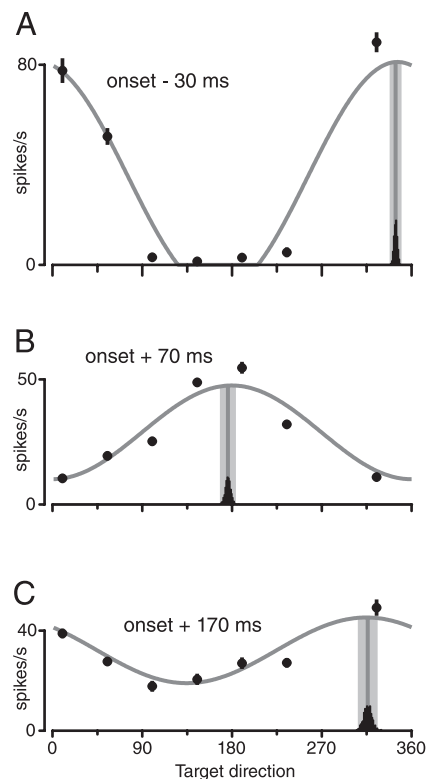 A
onset - 30 ms
80
spikes/s
0
B
onset + 70 ms
50
spikes/s
0
C
onset + 170 ms
40
spikes/s
0
0 90 180 270 360
Target direction